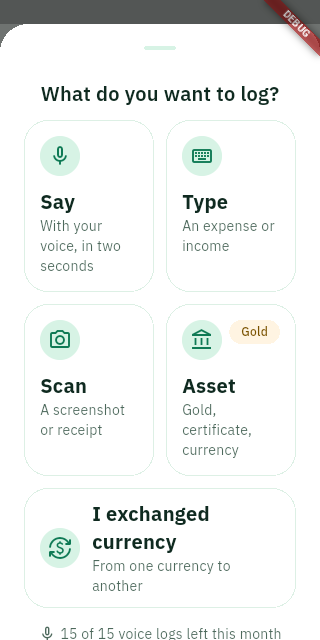 DEBUG
What do you want to log?
Say
With your
voice, in two
seconds
Type
An expense or
income
Scan
A screenshot
or receipt
Gold
Asset
Gold,
certificate,
currency
I exchanged
currency
From one currency to
another
15 of 15 voice logs left this month